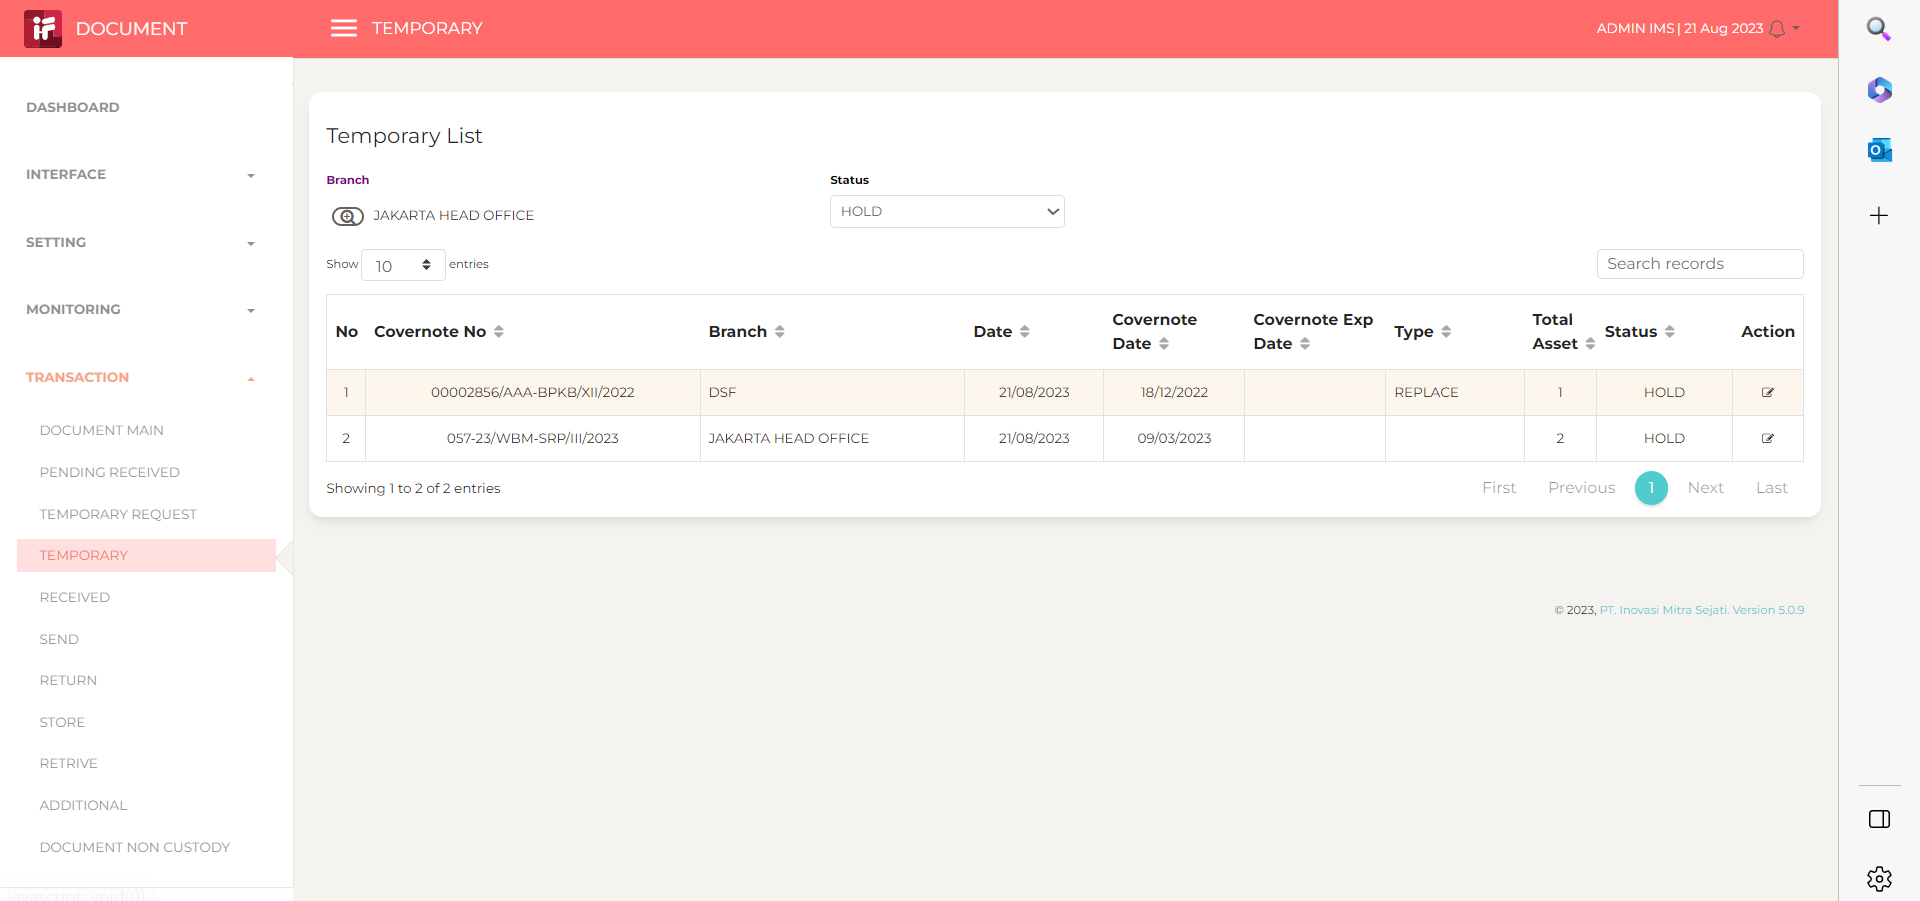 iF DOCUMENT
TEMPORARY
ADMIN IMS | 21 Aug 2023
DASHBOARD
INTERFACE
SETTING
MONITORING
TRANSACTION
DOCUMENT MAIN
PENDING RECEIVED
TEMPORARY REQUEST
TEMPORARY
RECEIVED
SEND
RETURN
STORE
RETRIVE
ADDITIONAL
DOCUMENT NON CUSTODY
javascript: void(0)
Temporary List
Branch
JAKARTA HEAD OFFICE
Status
HOLD
Show 10 entries
Search records
No Covernote No Branch Date Covernote Date Covernote Exp Date Type Total Asset Status Action
1 00002856/AAA-BPKB/XII/2022 DSF 21/08/2023 18/12/2022 REPLACE 1 HOLD
2 057-23/WBM-SRP/III/2023 JAKARTA HEAD OFFICE 21/08/2023 09/03/2023 2 HOLD
Showing 1 to 2 of 2 entries
First Previous 1 Next Last
© 2023, PT. Inovasi Mitra Sejati. Version 5.0.9